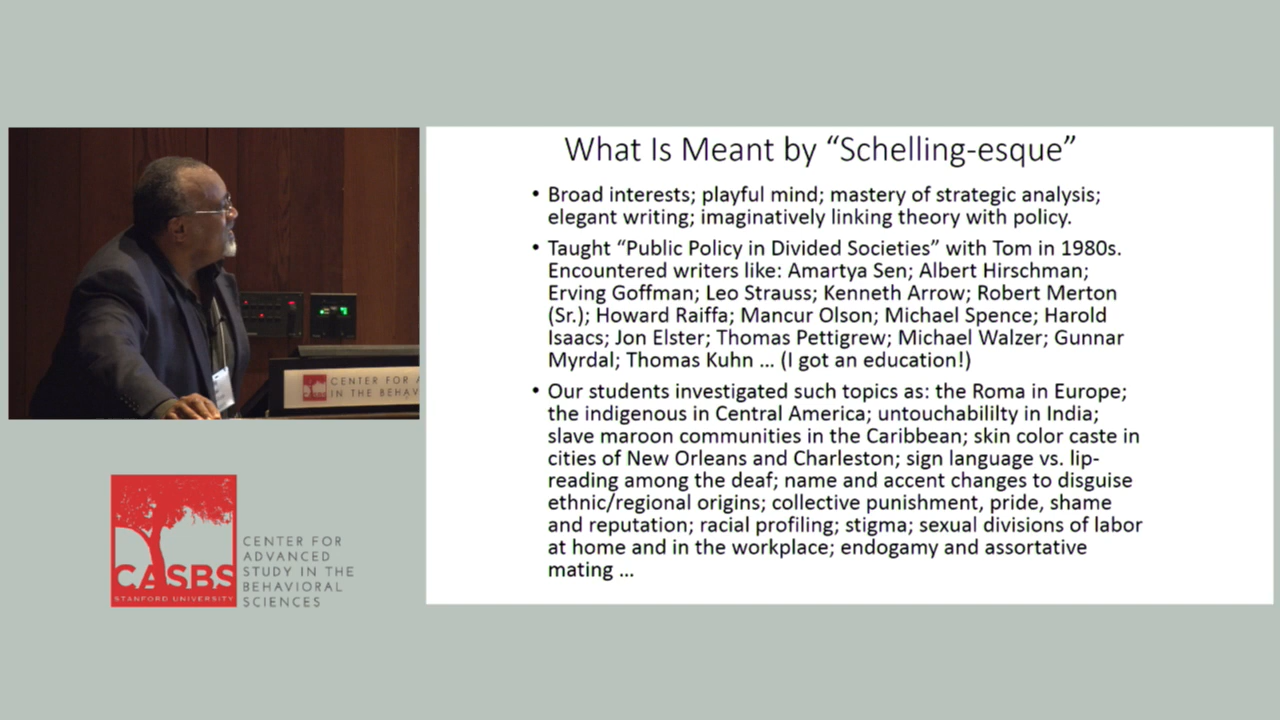 What Is Meant by “Schelling-esque”
• Broad interests; playful mind; mastery of strategic analysis;
elegant writing; imaginatively linking theory with policy.
• Taught “Public Policy in Divided Societies” with Tom in 1980s.
Encountered writers like: Amartya Sen; Albert Hirschman;
Erving Goffman; Leo Strauss; Kenneth Arrow; Robert Merton
(Sr.); Howard Raiffa; Mancur Olson; Michael Spence; Harold
Isaacs; Jon Elster; Thomas Pettigrew; Michael Walzer; Gunnar
Myrdal; Thomas Kuhn ... (I got an education!)
• Our students investigated such topics as: the Roma in Europe;
the indigenous in Central America; untouchabililty in India;
slave maroon communities in the Caribbean; skin color caste in
cities of New Orleans and Charleston; sign language vs. lip-
reading among the deaf; name and accent changes to disguise
ethnic/regional origins; collective punishment, pride, shame
and reputation; racial profiling; stigma; sexual divisions of labor
at home and in the workplace; endogamy and assortative
mating ...
CENTER FOR A
IN THE BEHAV
CASBS
STANFORD UNIVERSITY
CENTER FOR
ADVANCED
STUDY IN THE
BEHAVIORAL
SCIENCES